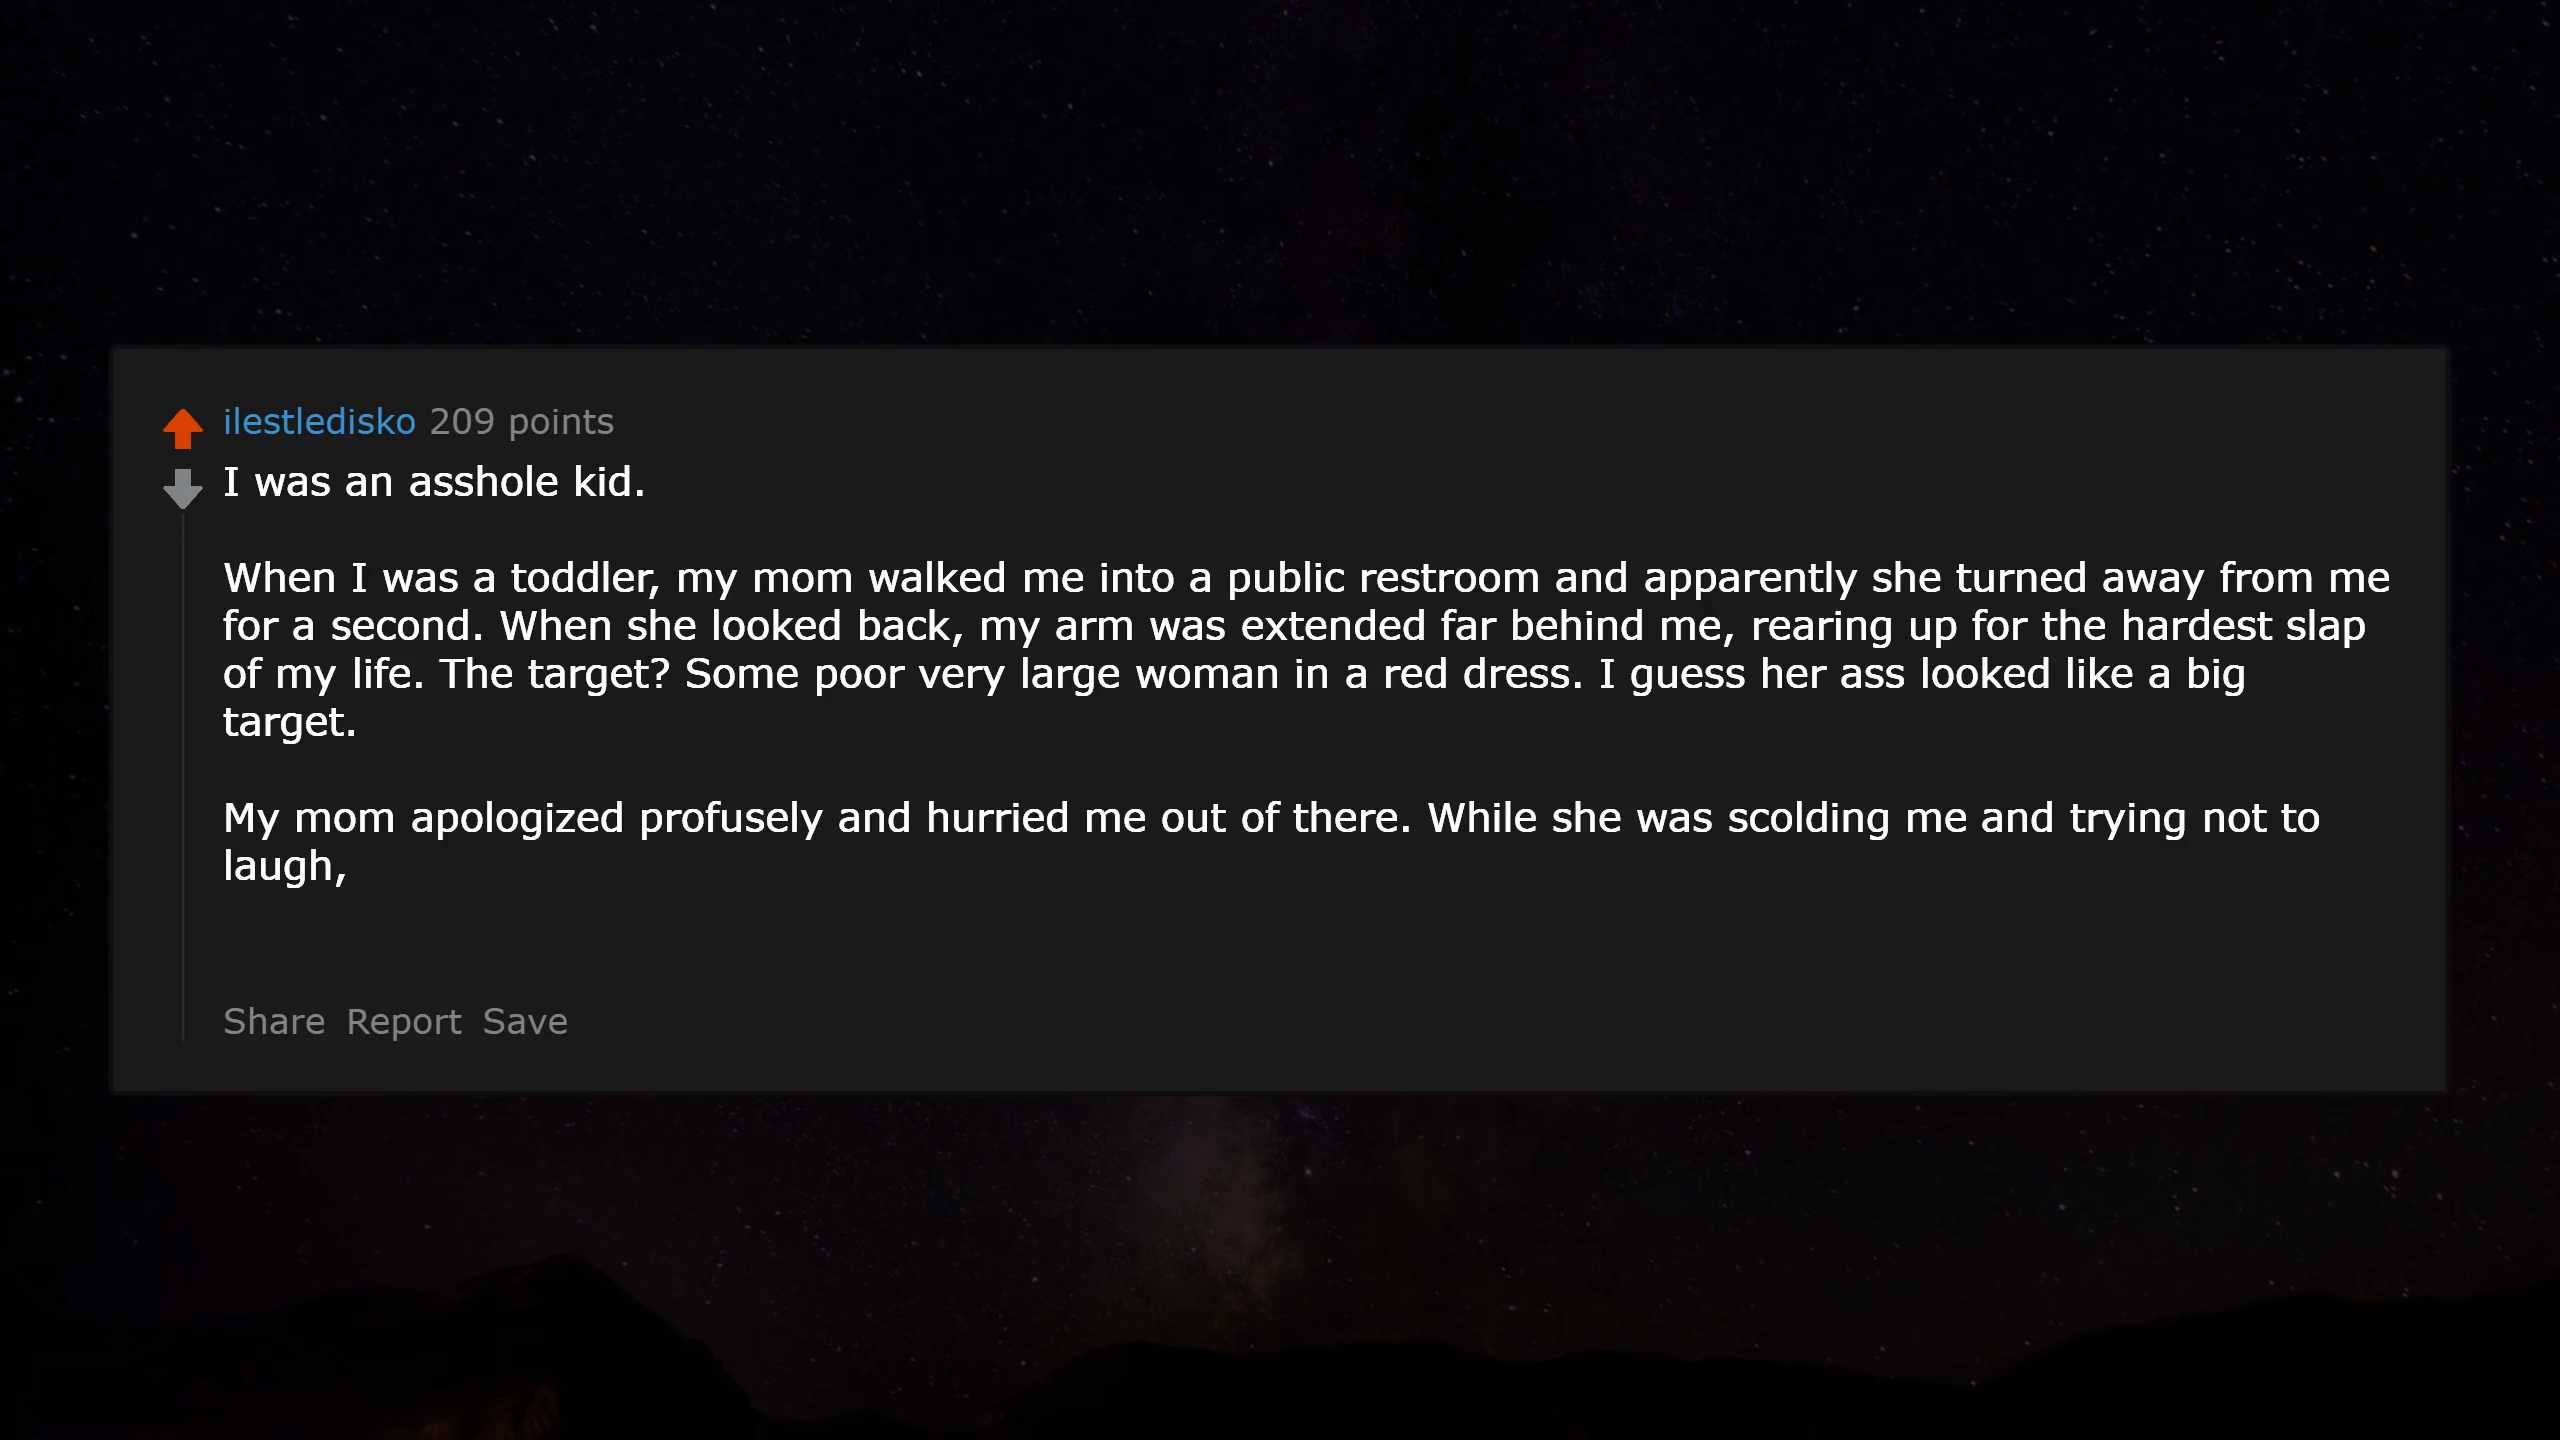 ilestledisko 209 points
I was an asshole kid.
When I was a toddler, my mom walked me into a public restroom and apparently she turned away from me
for a second. When she looked back, my arm was extended far behind me, rearing up for the hardest slap
of my life. The target? Some poor very large woman in a red dress. I guess her ass looked like a big
target.
My mom apologized profusely and hurried me out of there. While she was scolding me and trying not to
laugh,
Share Report Save